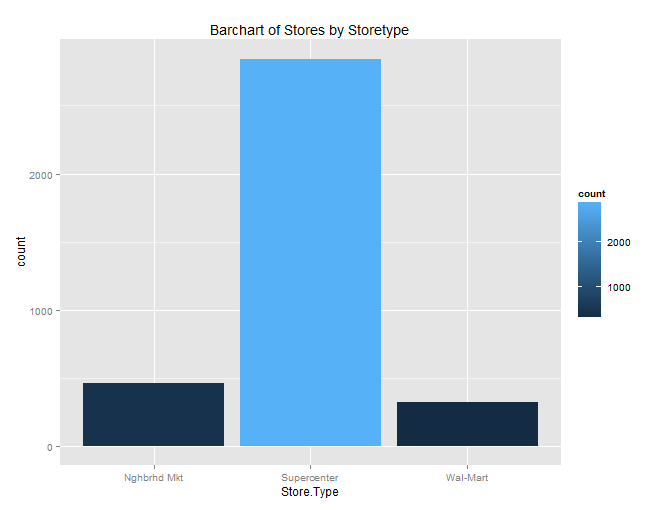 Barchart of Stores by Storetype
count
2000
1000
0
Nghbrhd Mkt
Supercenter
Wal-Mart
Store.Type
count
2000
1000